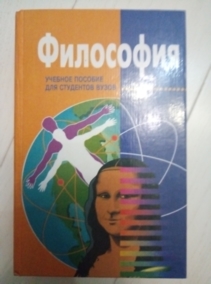 Философия
УЧЕБНОЕ ПОСОБИЕ
ДЛЯ СТУДЕНТОВ ВУЗОВ